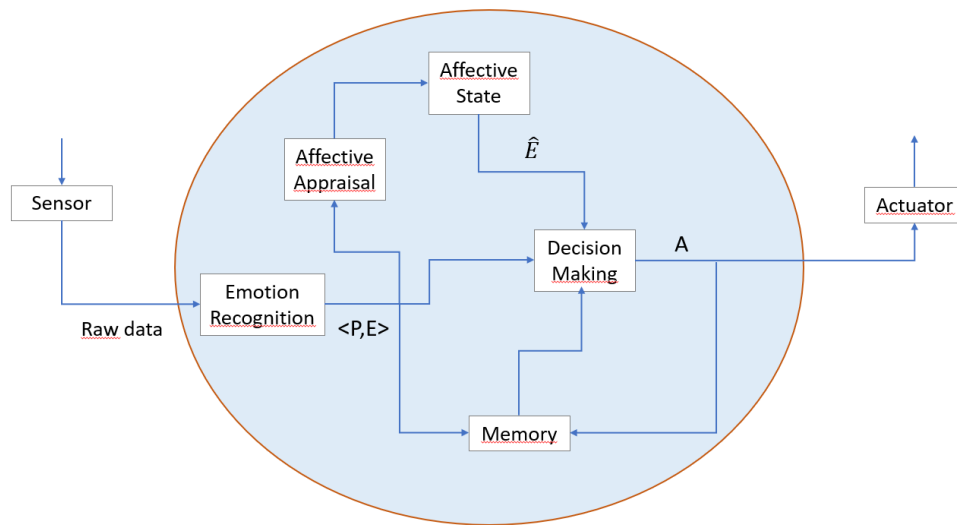 Affective
State
Ê
Affective
Appraisal
Sensor
Actuator
Decision
Making
A
Emotion
Recognition
Raw data
<P,E>
Memory